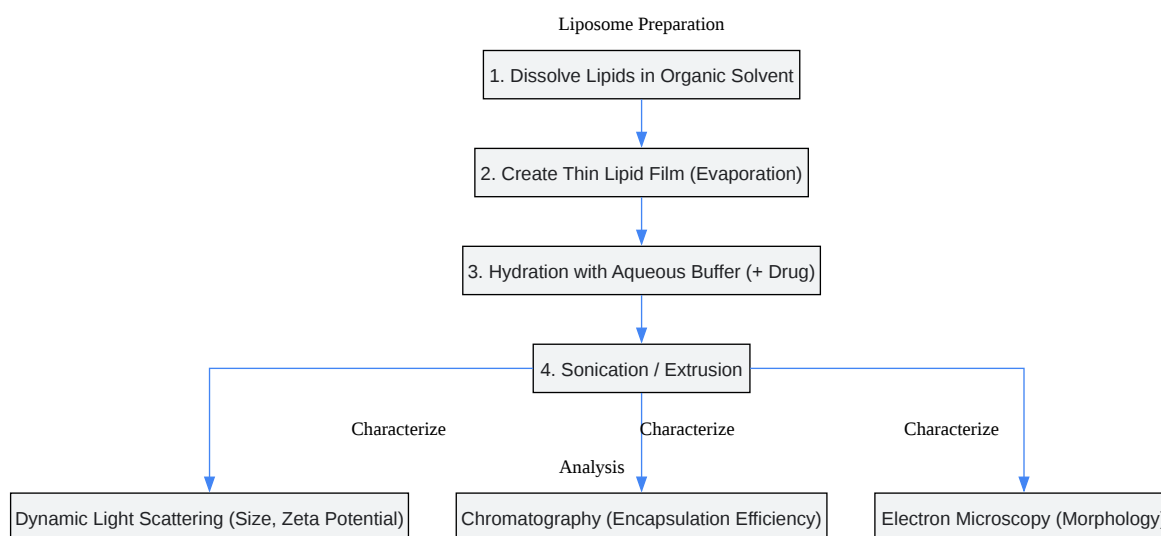 Liposome Preparation
1. Dissolve Lipids in Organic Solvent
2. Create Thin Lipid Film (Evaporation)
3. Hydration with Aqueous Buffer (+ Drug)
4. Sonication / Extrusion
Characterize
Characterize
Characterize
Analysis
Dynamic Light Scattering (Size, Zeta Potential)
Chromatography (Encapsulation Efficiency)
Electron Microscopy (Morphology)